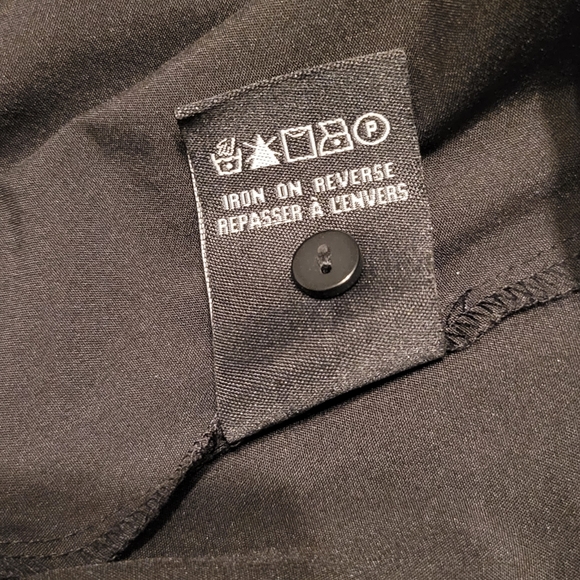 P
IRON ON REVERSE
REPASSER À L'ENVERS